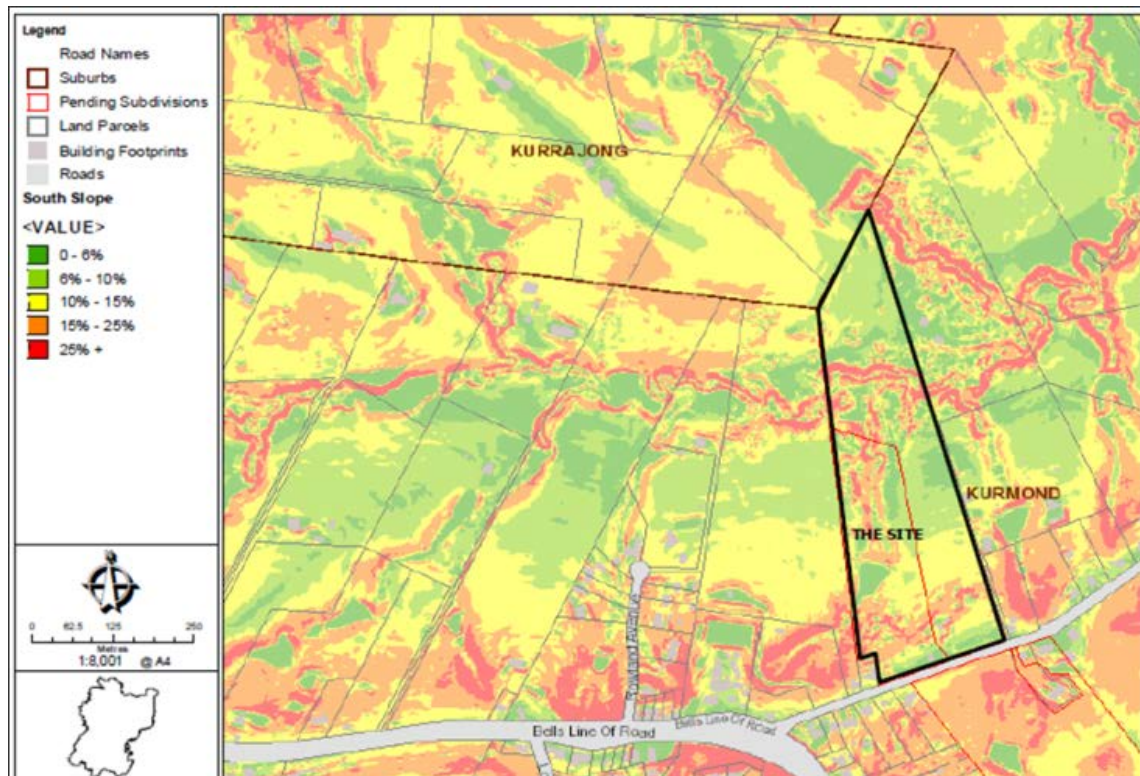 Legend
Road Names
Suburbs
Pending Subdivisions
Land Parcels
Building Footprints
Roads
South Slope
<VALUE>
0 - 6%
6% - 10%
10% - 15%
15% - 25%
25% +
0 62.5 125 250
Metres
1:8,001 @ A4
KURRAJONG
KURMOND
THE SITE
Rowland Avenue
Bells Line Of Road
Bells Line Of Road